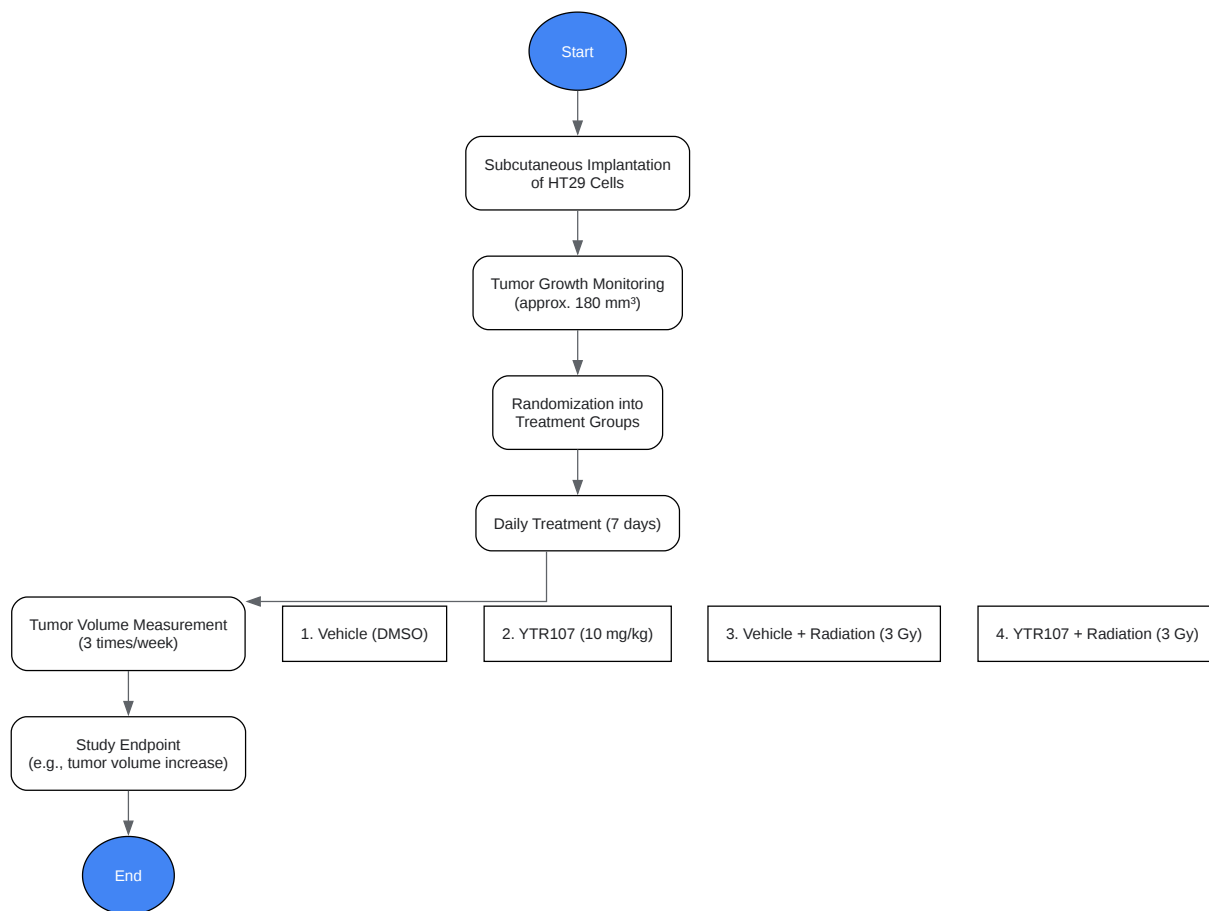 Start
Subcutaneous Implantation
of HT29 Cells
Tumor Growth Monitoring
(approx. 180 mm³)
Randomization into
Treatment Groups
Daily Treatment (7 days)
Tumor Volume Measurement
(3 times/week)
1. Vehicle (DMSO)
2. YTR107 (10 mg/kg)
3. Vehicle + Radiation (3 Gy)
4. YTR107 + Radiation (3 Gy)
Study Endpoint
(e.g., tumor volume increase)
End